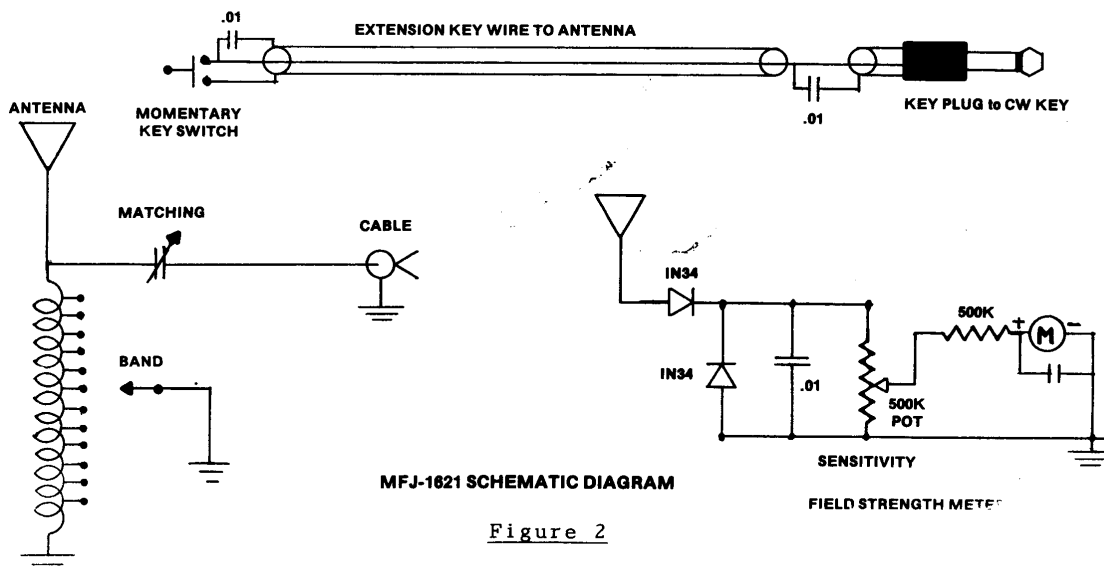 .01
EXTENSION KEY WIRE TO ANTENNA
MOMENTARY
KEY SWITCH
.01
KEY PLUG to CW KEY
ANTENNA
MATCHING
CABLE
BAND
IN34
IN34
.01
500K
POT
500K
+
M
-
SENSITIVITY
MFJ-1621 SCHEMATIC DIAGRAM
FIELD STRENGTH METE
Figure 2